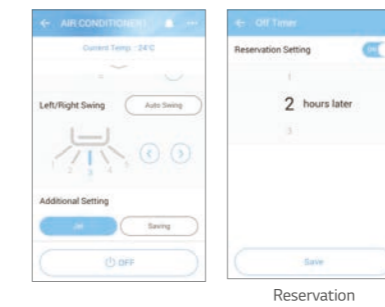 ← AIR CONDITIONER
Current Temp. : 24°C
Left/Right Swing
Auto Swing
1 2 3 4 5
Additional Setting
Jet
Saving
OFF
← Off Timer
Reservation Setting
ON
1
2 hours later
3
Save
Reservation